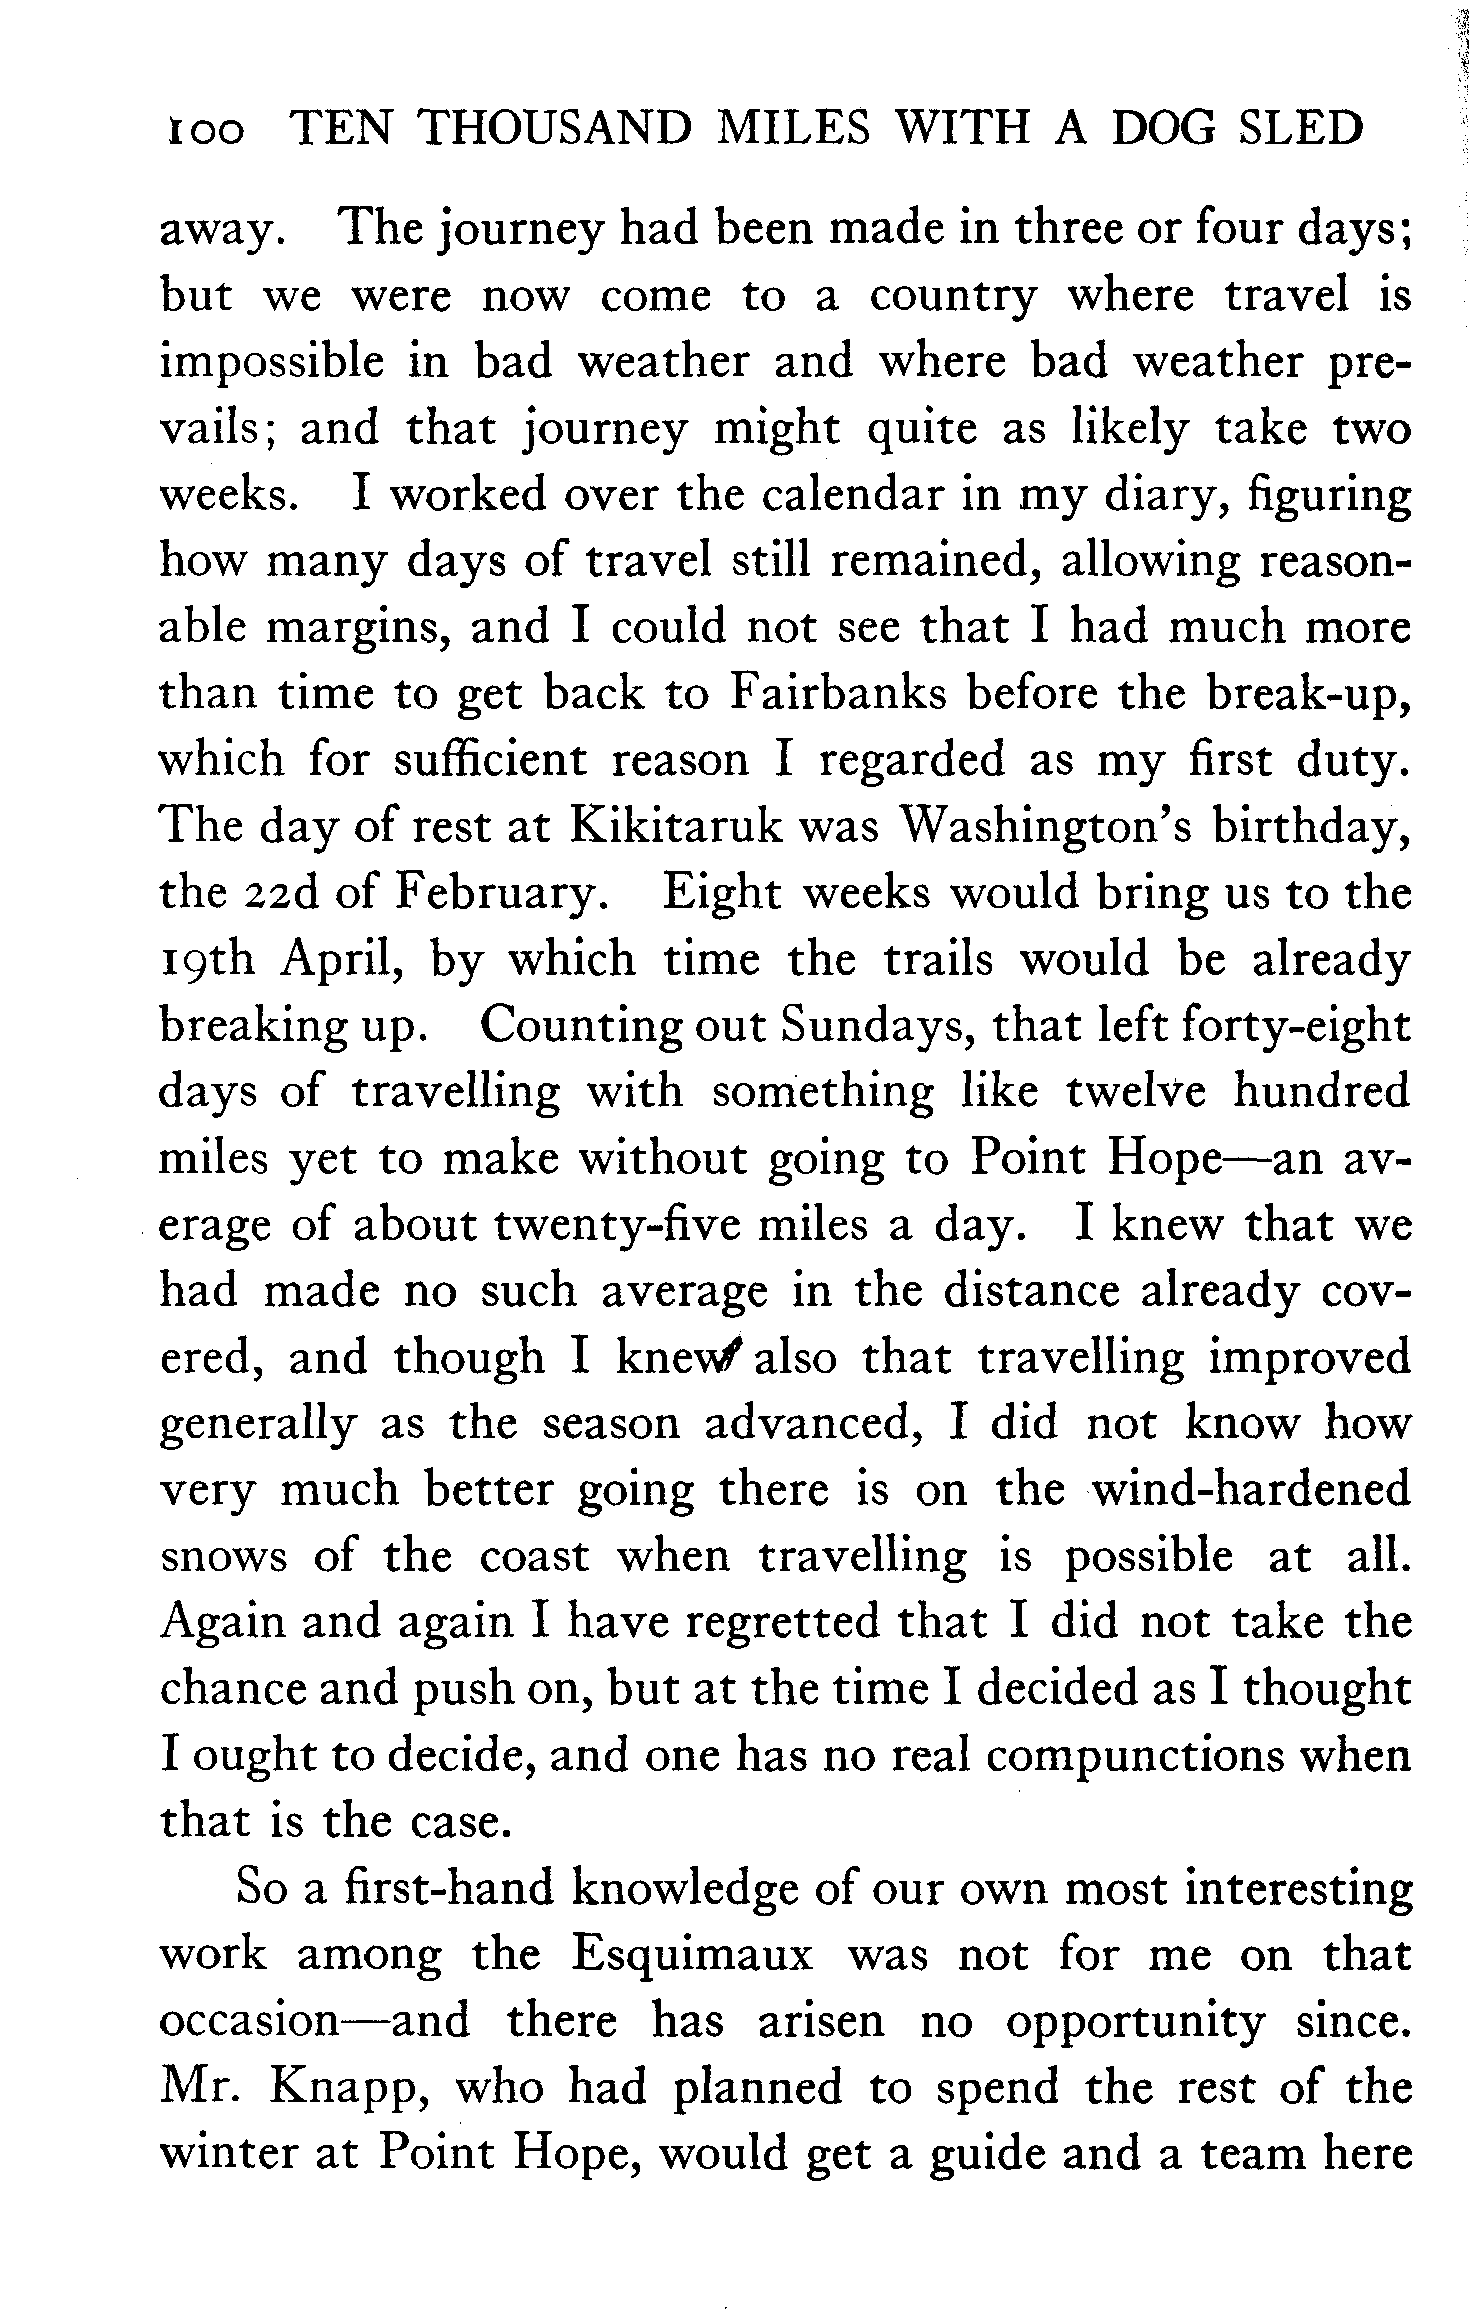 100 TEN THOUSAND MILES WITH A DOG SLED
away. The journey had been made in three or four days;
but we were now come to a country where travel is
impossible in bad weather and where bad weather pre-
vails; and that journey might quite as likely take two
weeks. I worked over the calendar in my diary, figuring
how many days of travel still remained, allowing reason-
able margins, and I could not see that I had much more
than time to get back to Fairbanks before the break-up,
which for sufficient reason I regarded as my first duty.
The day of rest at Kikitaruk was Washington's birthday,
the 22d of February. Eight weeks would bring us to the
19th April, by which time the trails would be already
breaking up. Counting out Sundays, that left forty-eight
days of travelling with something like twelve hundred
miles yet to make without going to Point Hope—an av-
erage of about twenty-five miles a day. I knew that we
had made no such average in the distance already cov-
ered, and though I knew also that travelling improved
generally as the season advanced, I did not know how
very much better going there is on the wind-hardened
snows of the coast when travelling is possible at all.
Again and again I have regretted that I did not take the
chance and push on, but at the time I decided as I thought
I ought to decide, and one has no real compunctions when
that is the case.
So a first-hand knowledge of our own most interesting
work among the Esquimaux was not for me on that
occasion—and there has arisen no opportunity since.
Mr. Knapp, who had planned to spend the rest of the
winter at Point Hope, would get a guide and a team here